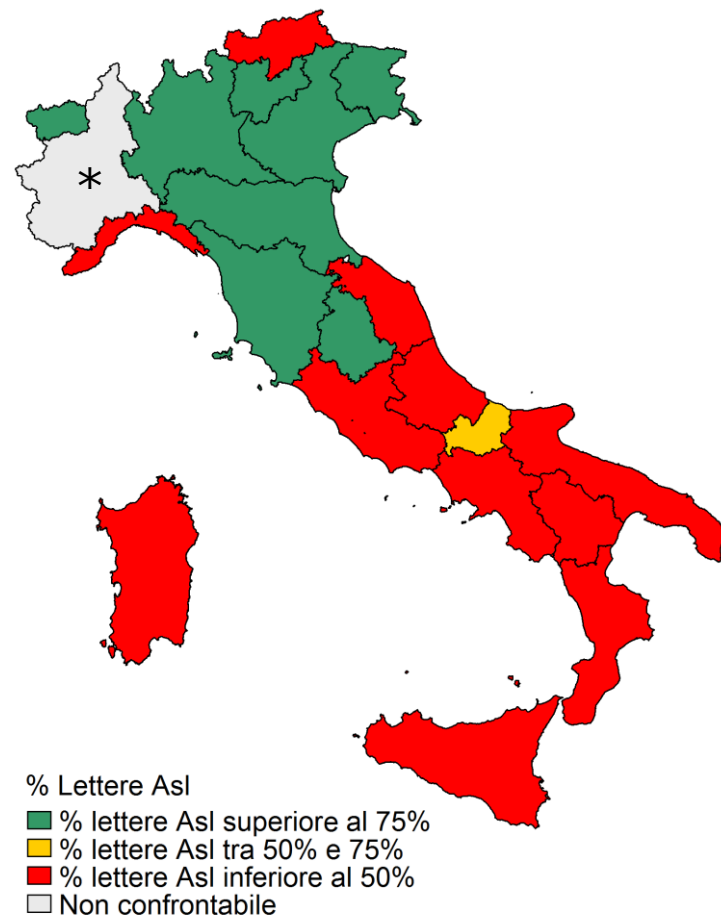 *
% Lettere Asl
% lettere Asl superiore al 75%
% lettere Asl tra 50% e 75%
% lettere Asl inferiore al 50%
Non confrontabile